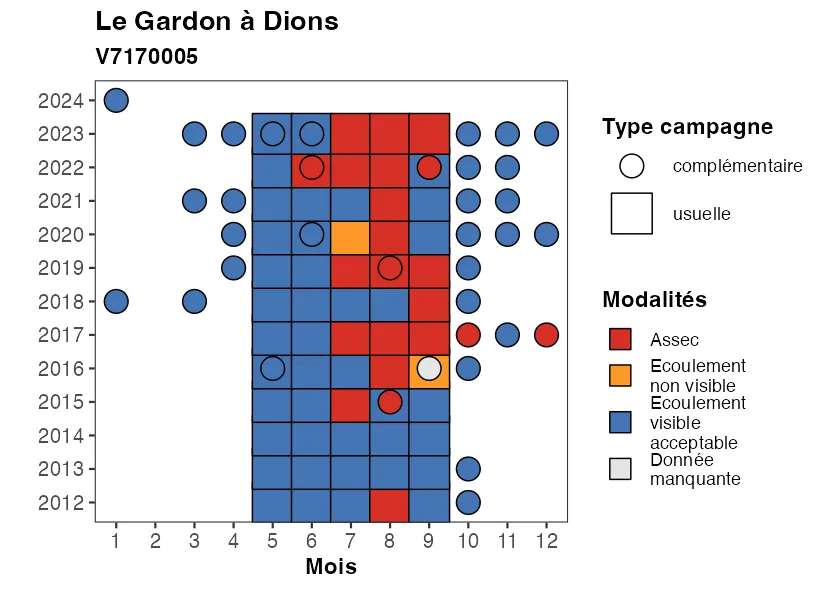 Le Gardon à Dions
V7170005
2024
2023
2022
2021
2020
2019
2018
2017
2016
2015
2014
2013
2012
1 2 3 4 5 6 7 8 9 10 11 12
Mois
Type campagne
complémentaire
usuelle
Modalités
Assec
Ecoulement
non visible
Ecoulement
visible
acceptable
Donnée
manquante